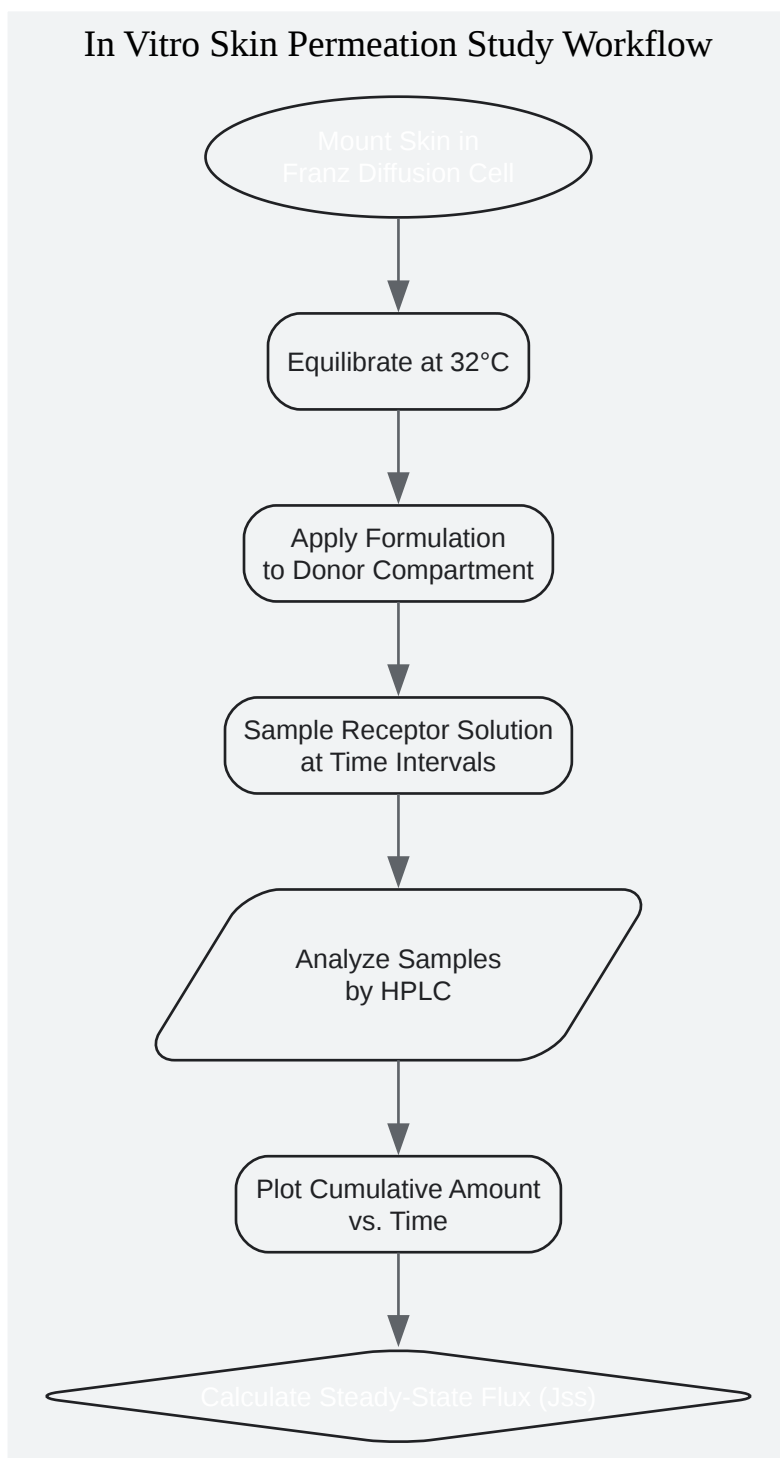 In Vitro Skin Permeation Study Workflow
Mount Skin in
Franz Diffusion Cell
Equilibrate at 32°C
Apply Formulation
to Donor Compartment
Sample Receptor Solution
at Time Intervals
Analyze Samples
by HPLC
Plot Cumulative Amount
vs. Time
Calculate Steady-State Flux (Jss)